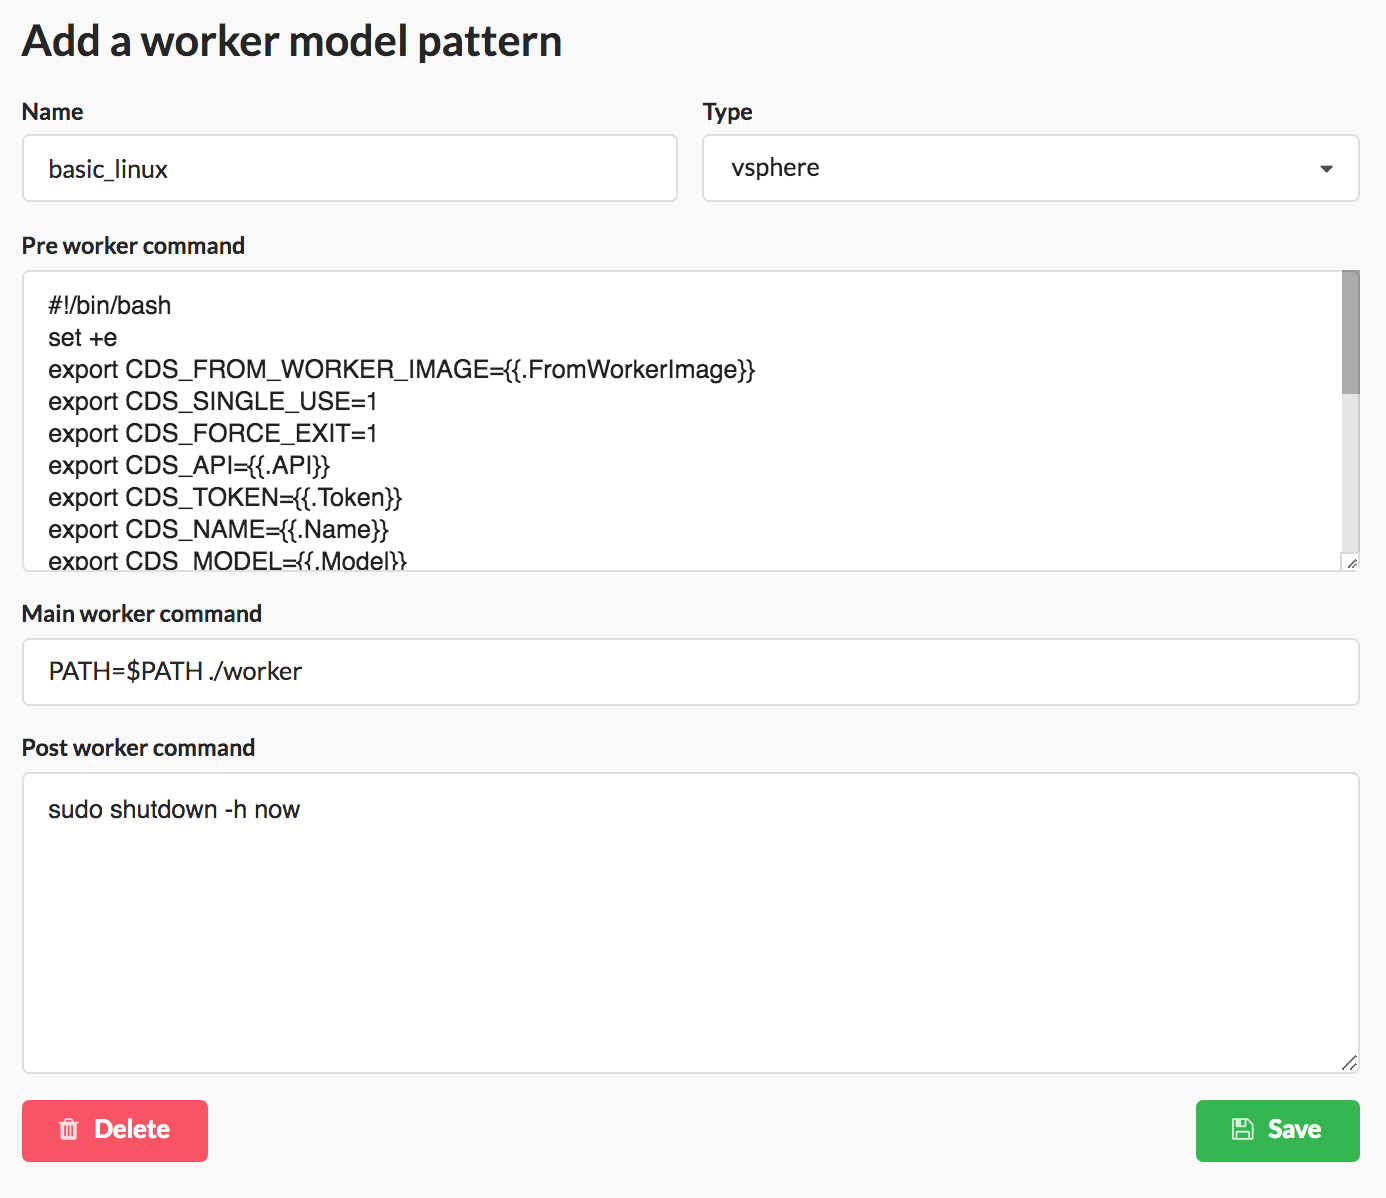 Add a worker model pattern
Name
Type
basic_linux
vsphere
Pre worker command
#!/bin/bash
set +e
export CDS_FROM_WORKER_IMAGE={{.FromWorkerImage}}
export CDS_SINGLE_USE=1
export CDS_FORCE_EXIT=1
export CDS_API={{.API}}
export CDS_TOKEN={{.Token}}
export CDS_NAME={{.Name}}
export CDS_MODEL={{.Model}}
Main worker command
PATH=$PATH ./worker
Post worker command
sudo shutdown -h now
Delete
Save